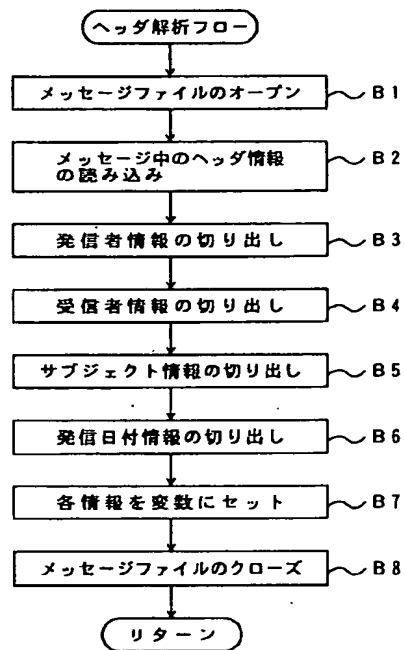 ヘッダ解析フロー
メッセージファイルのオープン B1
メッセージ中のヘッダ情報
の読み込み B2
発信者情報の切り出し B3
受信者情報の切り出し B4
サブジェクト情報の切り出し B5
発信日付情報の切り出し B6
各情報を変数にセット B7
メッセージファイルのクローズ B8
リターン